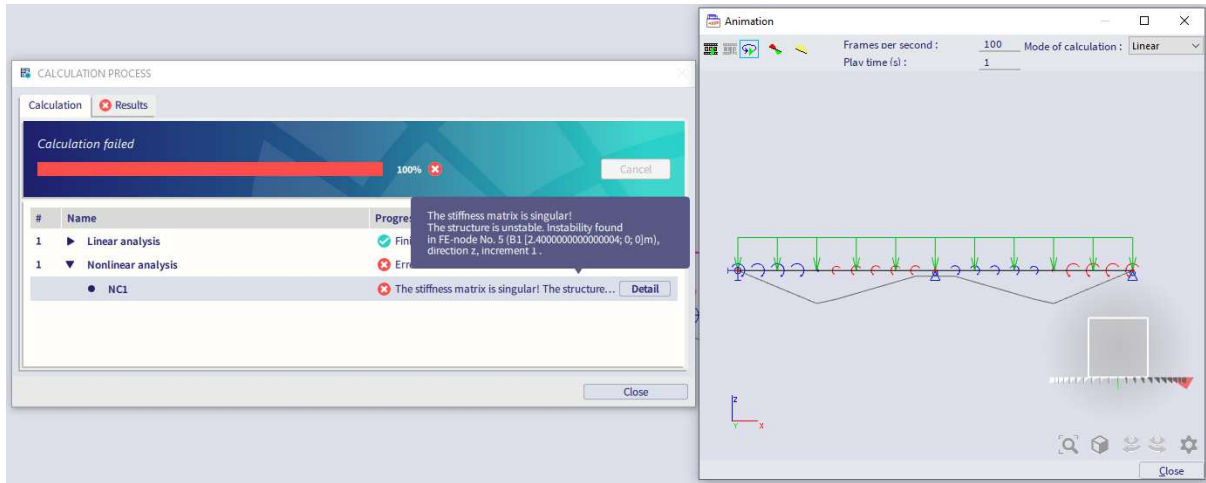 CALCULATION PROCESS
Calculation
Results
Calculation failed
100%
Cancel
# Name Progres
1 Linear analysis Fini
1 Nonlinear analysis Erro
NC1 The stiffness matrix is singular! The structure... Detail
The stiffness matrix is singular!
The structure is unstable. Instability found
in FE-node No. 5 (B1 [2.4000000000000004; 0; 0]m),
direction z, increment 1 .
Close
Animation
Frames per second : 100 Mode of calculation : Linear
Play time (s) : 1
z
Y x
Close